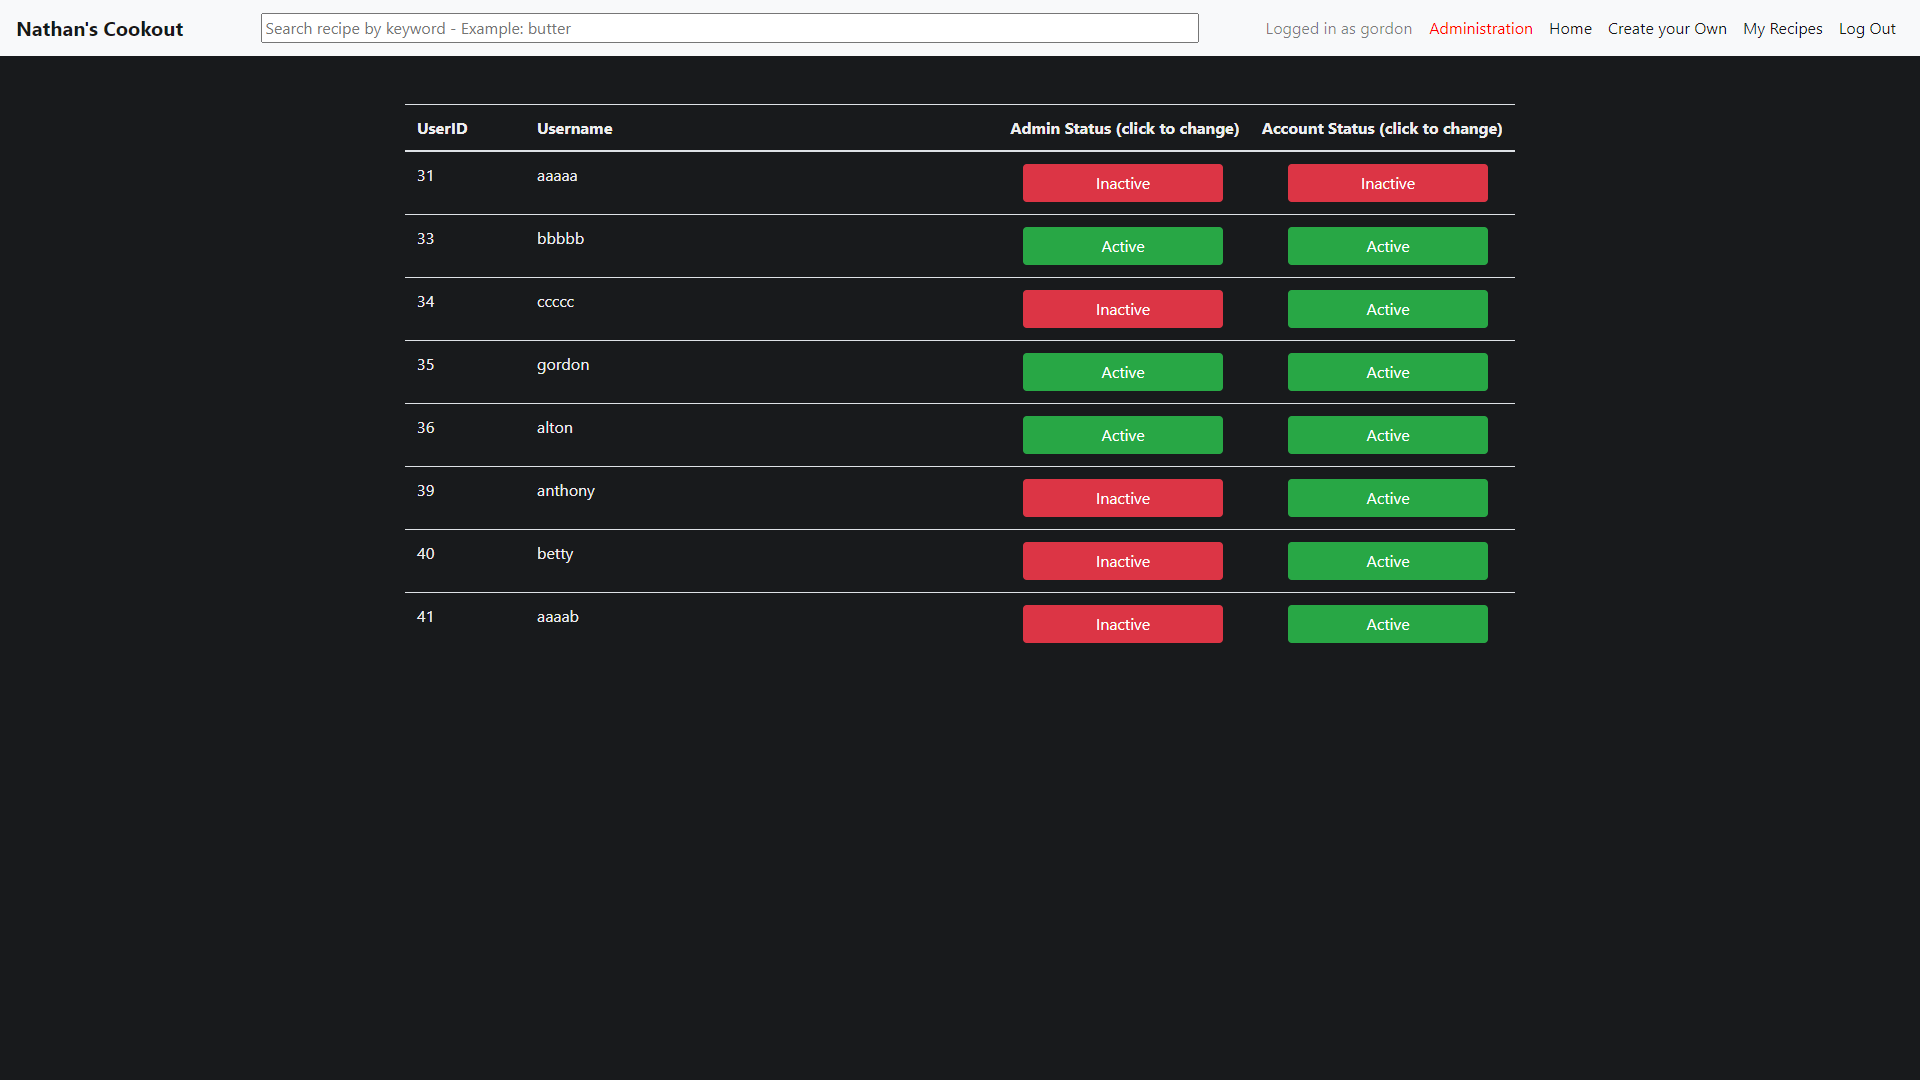 Nathan's Cookout Search recipe by keyword - Example: butter Logged in as gordon Administration Home Create your Own My Recipes Log Out
UserID Username Admin Status (click to change) Account Status (click to change)
31 aaaaa Inactive Inactive
33 bbbbb Active Active
34 ccccc Inactive Active
35 gordon Active Active
36 alton Active Active
39 anthony Inactive Active
40 betty Inactive Active
41 aaaab Inactive Active